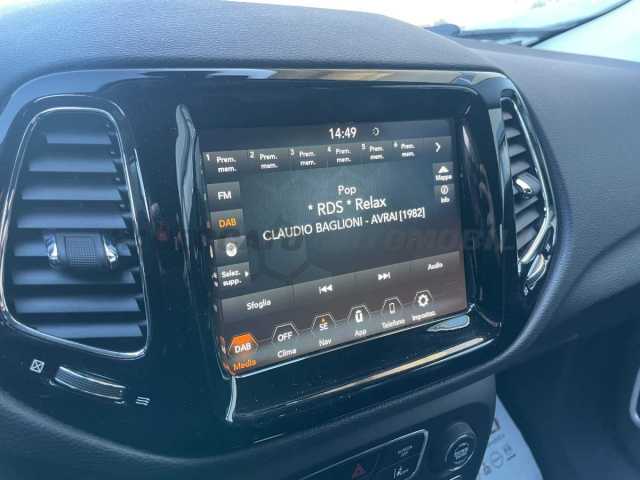 14:49
1 Prem. mem. 2 Prem. mem. 3 Prem. mem. 4 Prem. mem. 5 Prem. mem. 6 Prem. mem.
Mappa
FM
Pop
Info
* RDS * Relax
DAB
CLAUDIO BAGLIONI - AVRAI [1982]
Selez. supp.
Sfoglia
Audio
DAB OFF SE
Media Clima Nav App Telefono Impostaz.